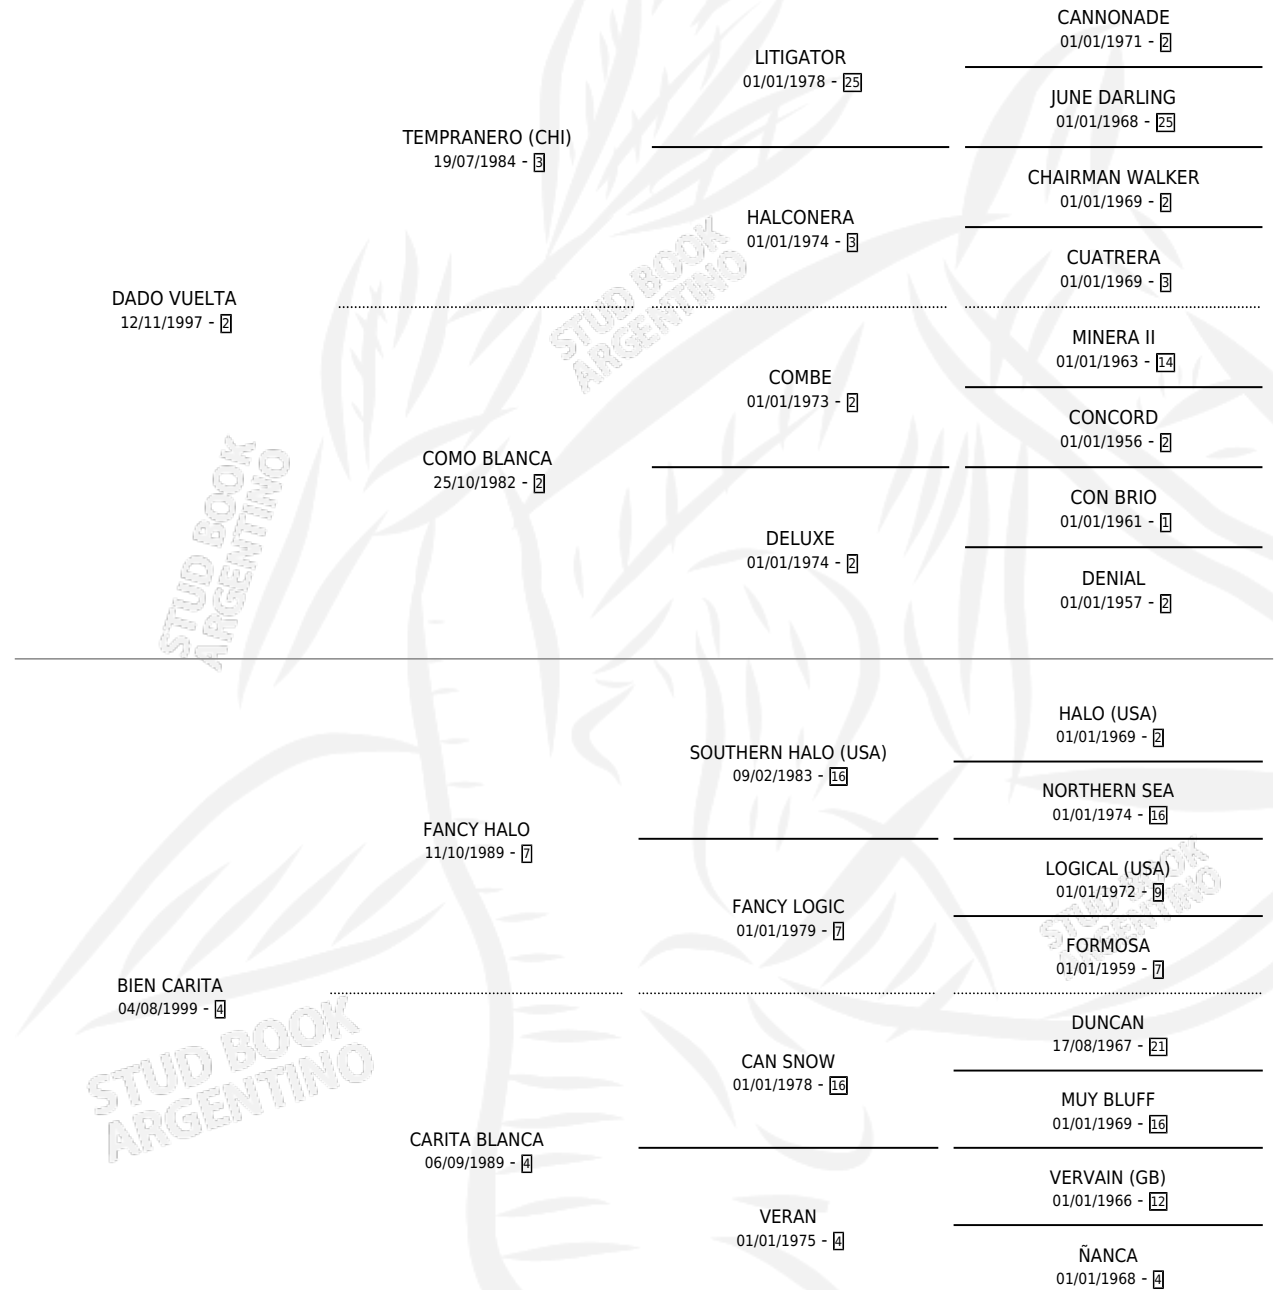 CANNONADE
01/01/1971 - 2
LITIGATOR
01/01/1978 - 25
JUNE DARLING
01/01/1968 - 25
TEMPRANERO (CHI)
19/07/1984 - 3
CHAIRMAN WALKER
01/01/1969 - 2
HALCONERA
01/01/1974 - 3
CUATRERA
01/01/1969 - 3
DADO VUELTA
12/11/1997 - 2
MINERA II
01/01/1963 - 14
COMBE
01/01/1973 - 2
CONCORD
01/01/1956 - 2
COMO BLANCA
25/10/1982 - 2
CON BRIO
01/01/1961 - 1
DELUXE
01/01/1974 - 2
DENIAL
01/01/1957 - 2
STUD BOOK
ARGENTINO
STUD BOOK
ARGENTINO
HALO (USA)
01/01/1969 - 2
SOUTHERN HALO (USA)
09/02/1983 - 16
NORTHERN SEA
01/01/1974 - 16
FANCY HALO
11/10/1989 - 7
LOGICAL (USA)
01/01/1972 - 9
FANCY LOGIC
01/01/1979 - 7
FORMOSA
01/01/1959 - 7
BIEN CARITA
04/08/1999 - 4
DUNCAN
17/08/1967 - 21
CAN SNOW
01/01/1978 - 16
MUY BLUFF
01/01/1969 - 16
CARITA BLANCA
06/09/1989 - 4
VERVAIN (GB)
01/01/1966 - 12
VERAN
01/01/1975 - 4
ÑANCA
01/01/1968 - 4
STUD BOOK
ARGENTINO
STUD BOOK
ARGENTINO